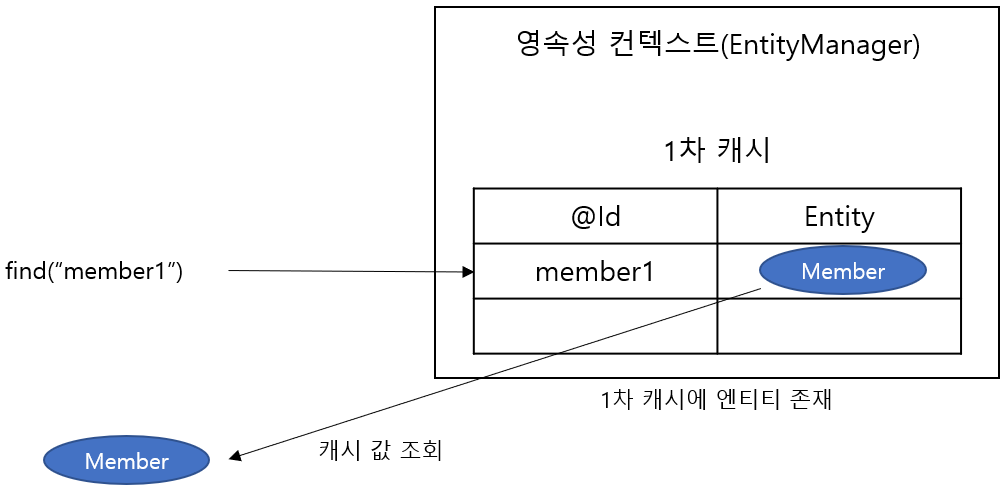 영속성 컨텍스트(EntityManager)
1차 캐시
@Id Entity
find(“member1”)
member1 Member
1차 캐시에 엔티티 존재
캐시 값 조회
Member